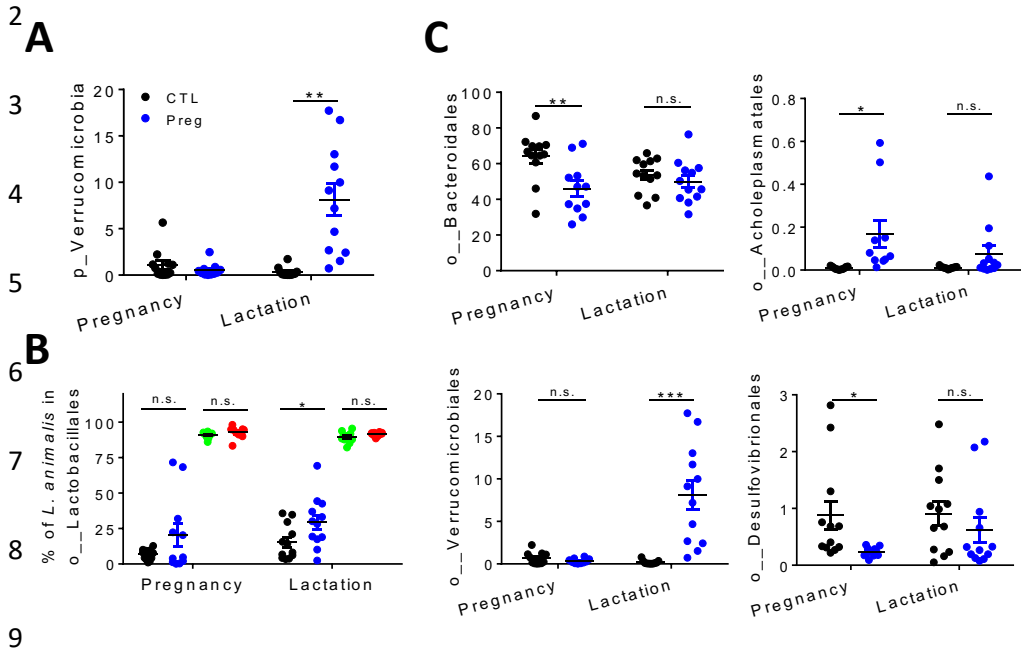 2
A
C
3
4
5
6
7
8
9
p_Verrucomicrobia
20
15
10
5
0
CTL
Preg
**
Pregnancy
Lactation
o__Bacteroidales
100
80
60
40
20
0
**
n.s.
Pregnancy
Lactation
o__Acholeplasmatales
0.8
0.6
0.4
0.2
0.0
*
n.s.
Pregnancy
Lactation
B
% of L. animalis in
o__Lactobacillales
100
75
50
25
0
n.s.
n.s.
*
n.s.
Pregnancy
Lactation
o__Verrucomicrobiales
20
15
10
5
0
n.s.
***
Pregnancy
Lactation
o__Desulfovibrionales
3
2
1
0
*
n.s.
Pregnancy
Lactation